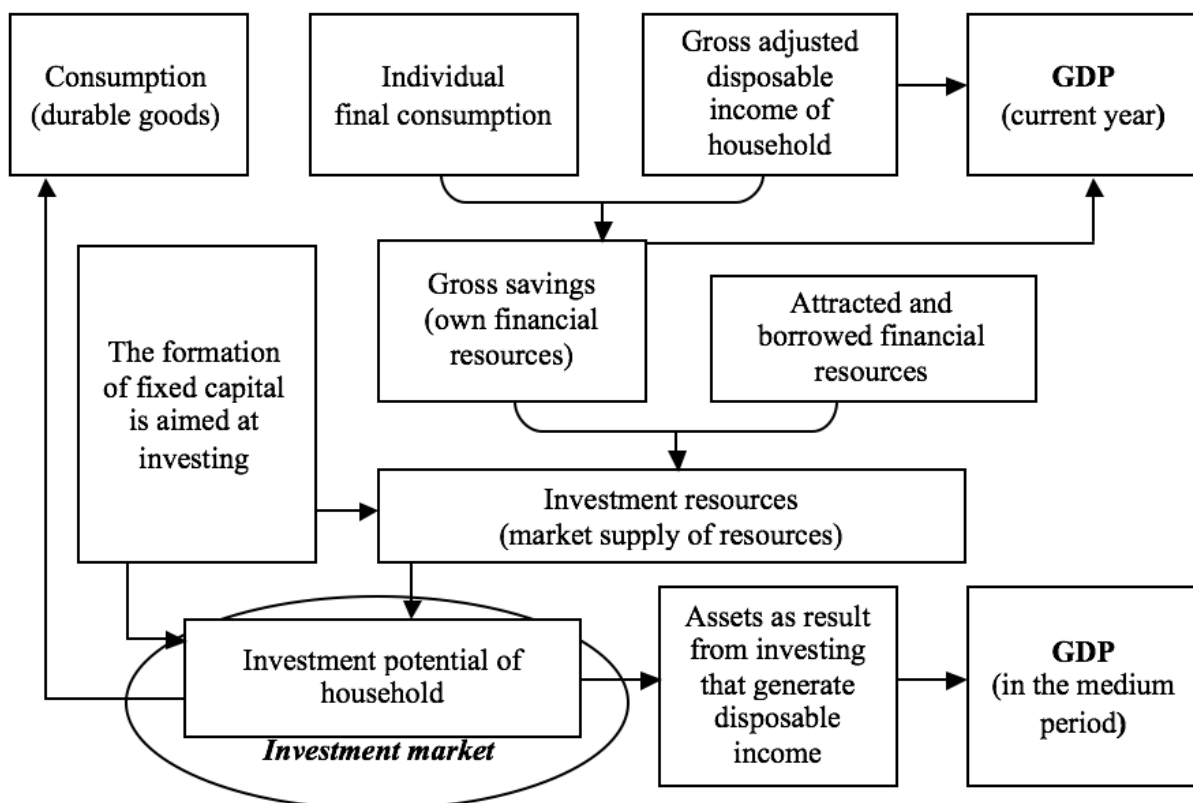 Consumption
(durable goods)
Individual
final consumption
Gross adjusted
disposable
income of
household
GDP
(current year)
Gross savings
(own financial
resources)
Attracted and
borrowed financial
resources
The formation
of fixed capital
is aimed at
investing
Investment resources
(market supply of resources)
Investment potential of
household
Investment market
Assets as result
from investing
that generate
disposable
income
GDP
(in the medium
period)